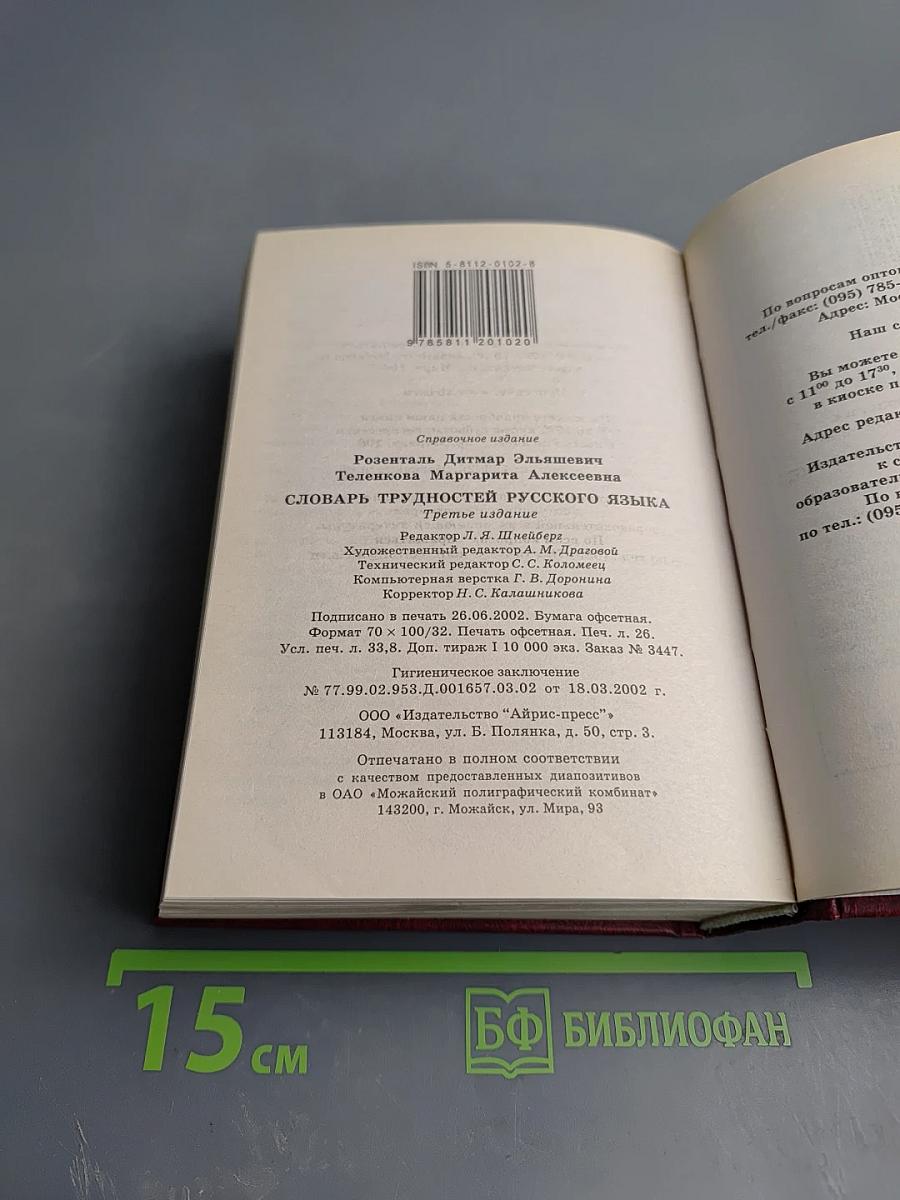 ISBN 5-8112-0102-8
9 785811 201020
Справочное издание
Розенталь Дитмар Эльяшевич
Теленкова Маргарита Алексеевна
СЛОВАРЬ ТРУДНОСТЕЙ РУССКОГО ЯЗЫКА
Третье издание
Редактор Л. Я. Шнейберг
Художественный редактор А. М. Драговой
Технический редактор С. С. Коломеец
Компьютерная верстка Г. В. Доронина
Корректор Н. С. Калашникова
Подписано в печать 26.06.2002. Бумага офсетная.
Формат 70 × 100/32. Печать офсетная. Печ. л. 26.
Усл. печ. л. 33,8. Доп. тираж I 10 000 экз. Заказ № 3447.
Гигиеническое заключение
№ 77.99.02.953.Д.001657.03.02 от 18.03.2002 г.
ООО «Издательство "Айрис-пресс"»
113184, Москва, ул. Б. Полянка, д. 50, стр. 3.
Отпечатано в полном соответствии
с качеством предоставленных диапозитивов
в ОАО «Можайский полиграфический комбинат»
143200, г. Можайск, ул. Мира, 93
По вопросам
тел./факс: (095) 785-
Адрес:
Наш
Вы можете
с 11⁰⁰ до 17³⁰,
в киоске
Адрес
к
По
по тел.: (095
15 см
БФ БИБЛИОФАН